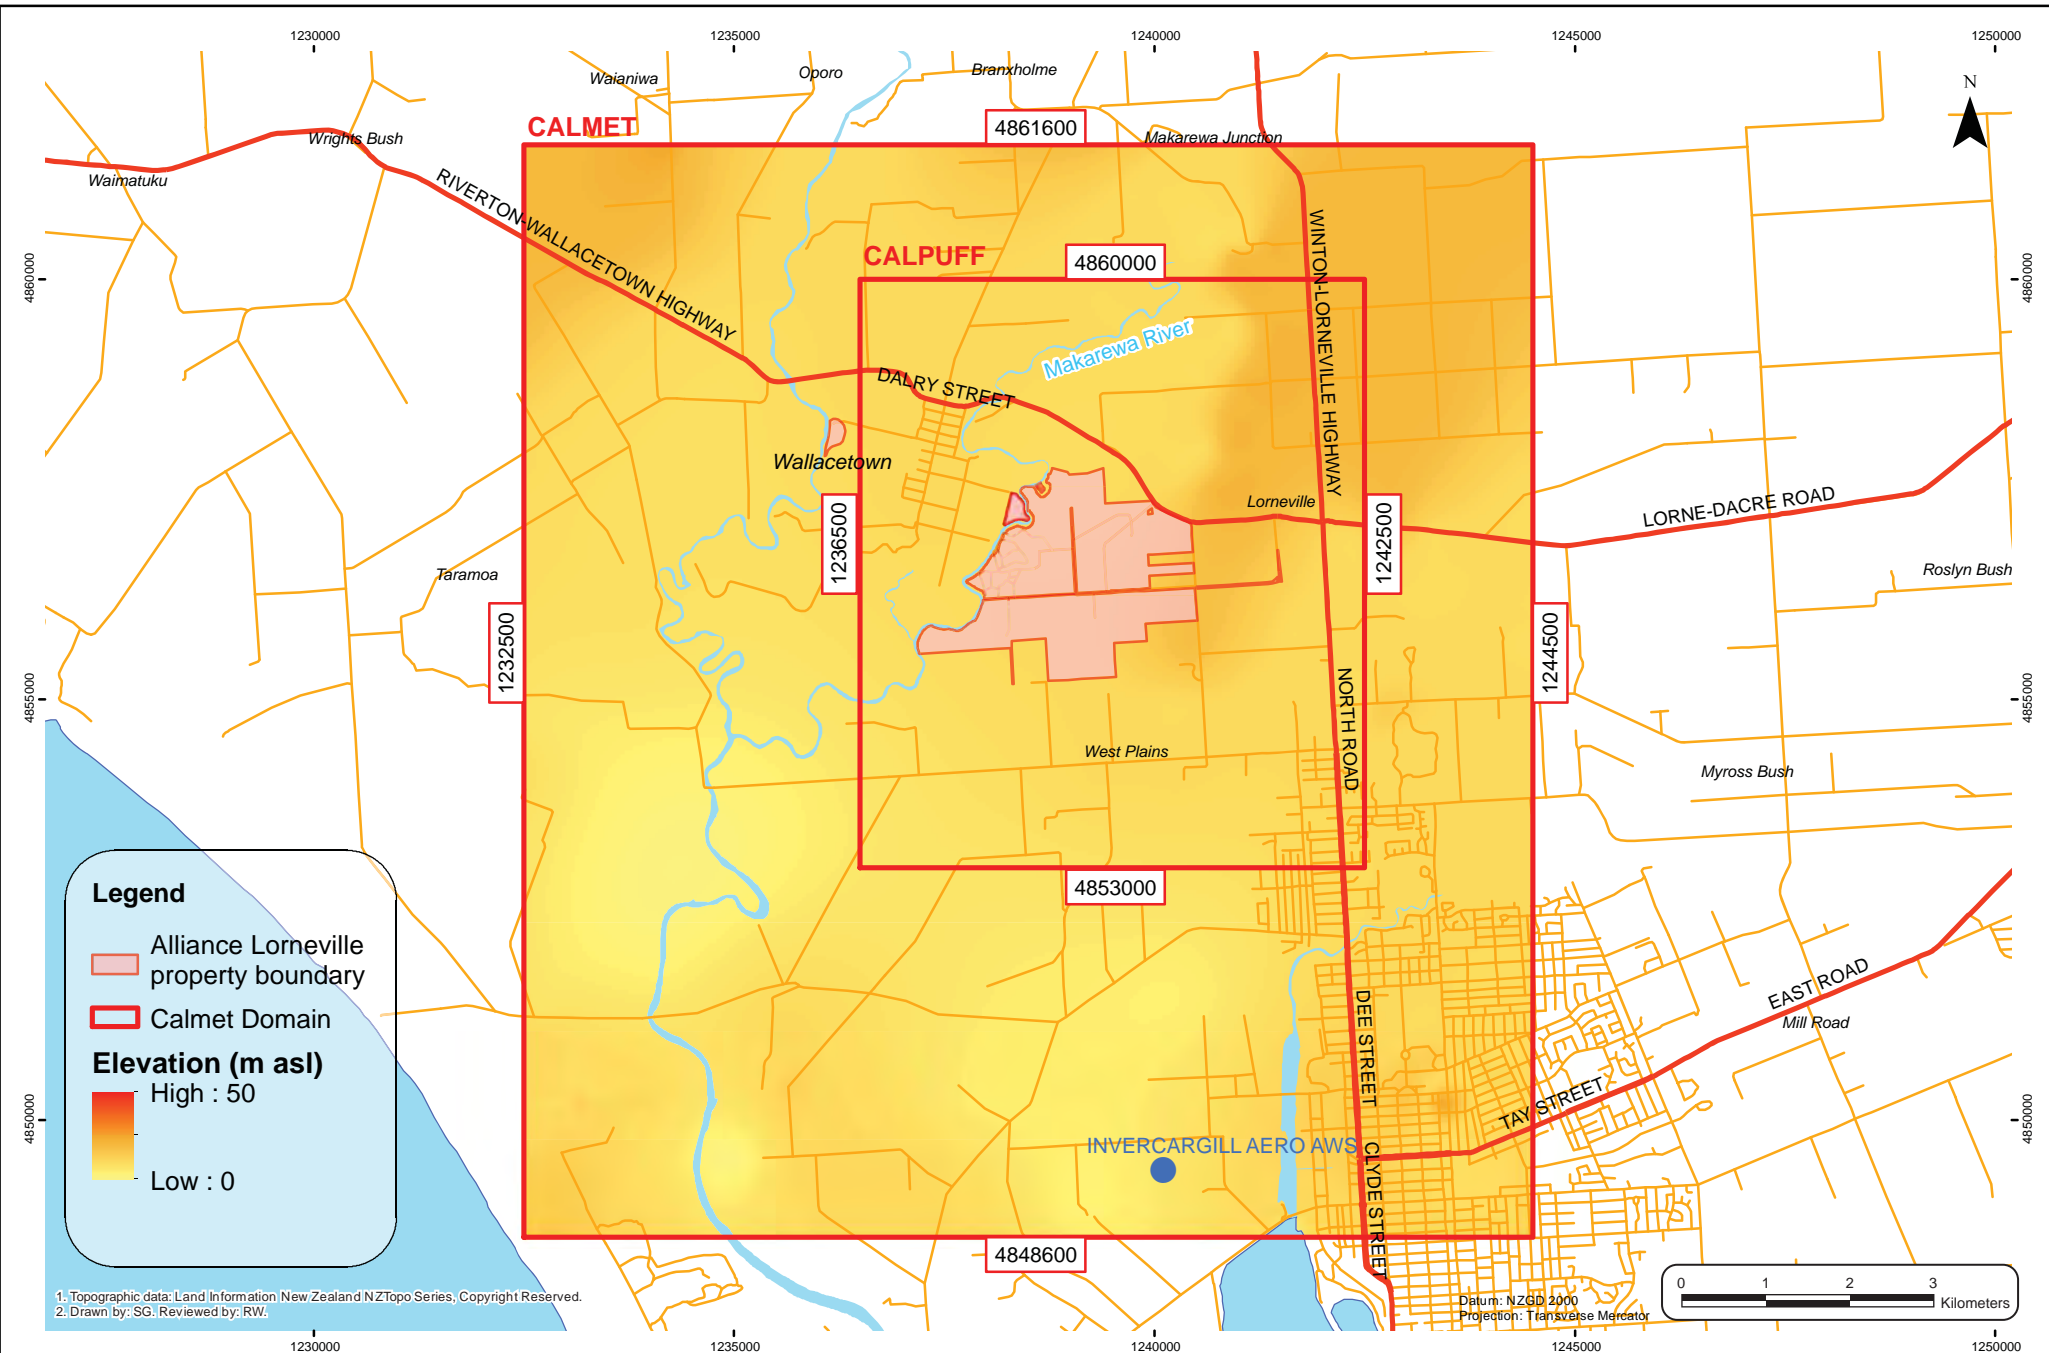 1230000
1235000
1240000
1245000
1250000
Waianiwa
Oporo
Branxholme
N
CALMET
4861600
Wrights Bush
Makarewa Junction
Waimatuku
RIVERTON-WALLACETOWN HIGHWAY
WINTON-LORNEVILLE HIGHWAY
CALPUFF
4860000
4860000
4860000
Makarewa River
DALRY STREET
Wallacetown
Lorneville
LORNE-DACRE ROAD
1236500
1242500
Taramoa
Roslyn Bush
1232500
1244500
4855000
4855000
NORTH ROAD
West Plains
Myross Bush
4853000
Legend
Alliance Lorneville
property boundary
Calmet Domain
Elevation (m asl)
High : 50
Low : 0
EAST ROAD
Mill Road
DEE STREET
TAY STREET
4850000
4850000
INVERCARGILL AERO AWS
CLYDE STREET
4848600
1. Topographic data: Land Information New Zealand NZTopo Series, Copyright Reserved.
2. Drawn by: SG. Reviewed by: RW.
Datum: NZGD 2000
Projection: Transverse Mercator
0 1 2 3
Kilometers
1230000
1235000
1240000
1245000
1250000